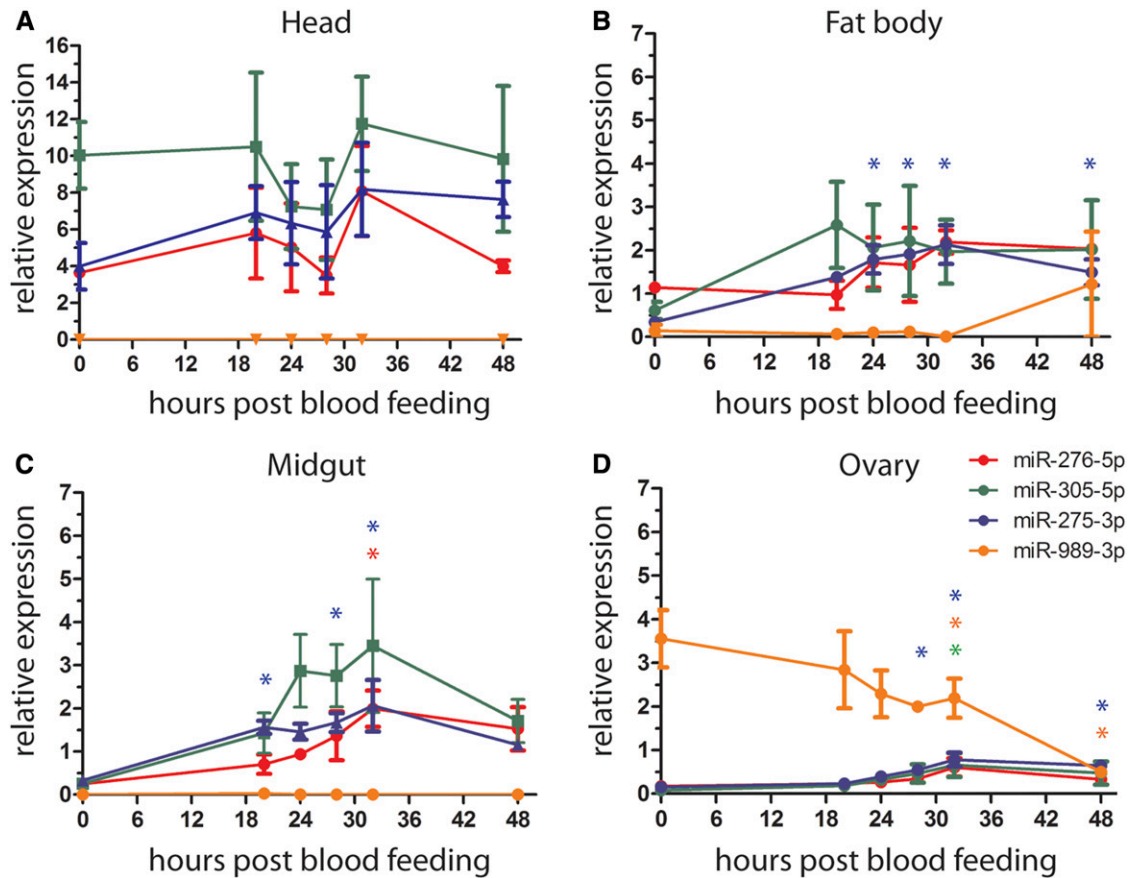 A
Head
16
14
12
10
8
6
4
2
0
relative expression
0 6 12 18 24 30 36 42 48
hours post blood feeding
B
Fat body
7
6
5
4
3
2
1
0
relative expression
* * * *
0 6 12 18 24 30 36 42 48
hours post blood feeding
C
Midgut
7
6
5
4
3
2
1
0
relative expression
*
*
*
*
0 6 12 18 24 30 36 42 48
hours post blood feeding
D
Ovary
miR-276-5p
miR-305-5p
miR-275-3p
miR-989-3p
7
6
5
4
3
2
1
0
relative expression
*
*
* *
*
*
0 6 12 18 24 30 36 42 48
hours post blood feeding